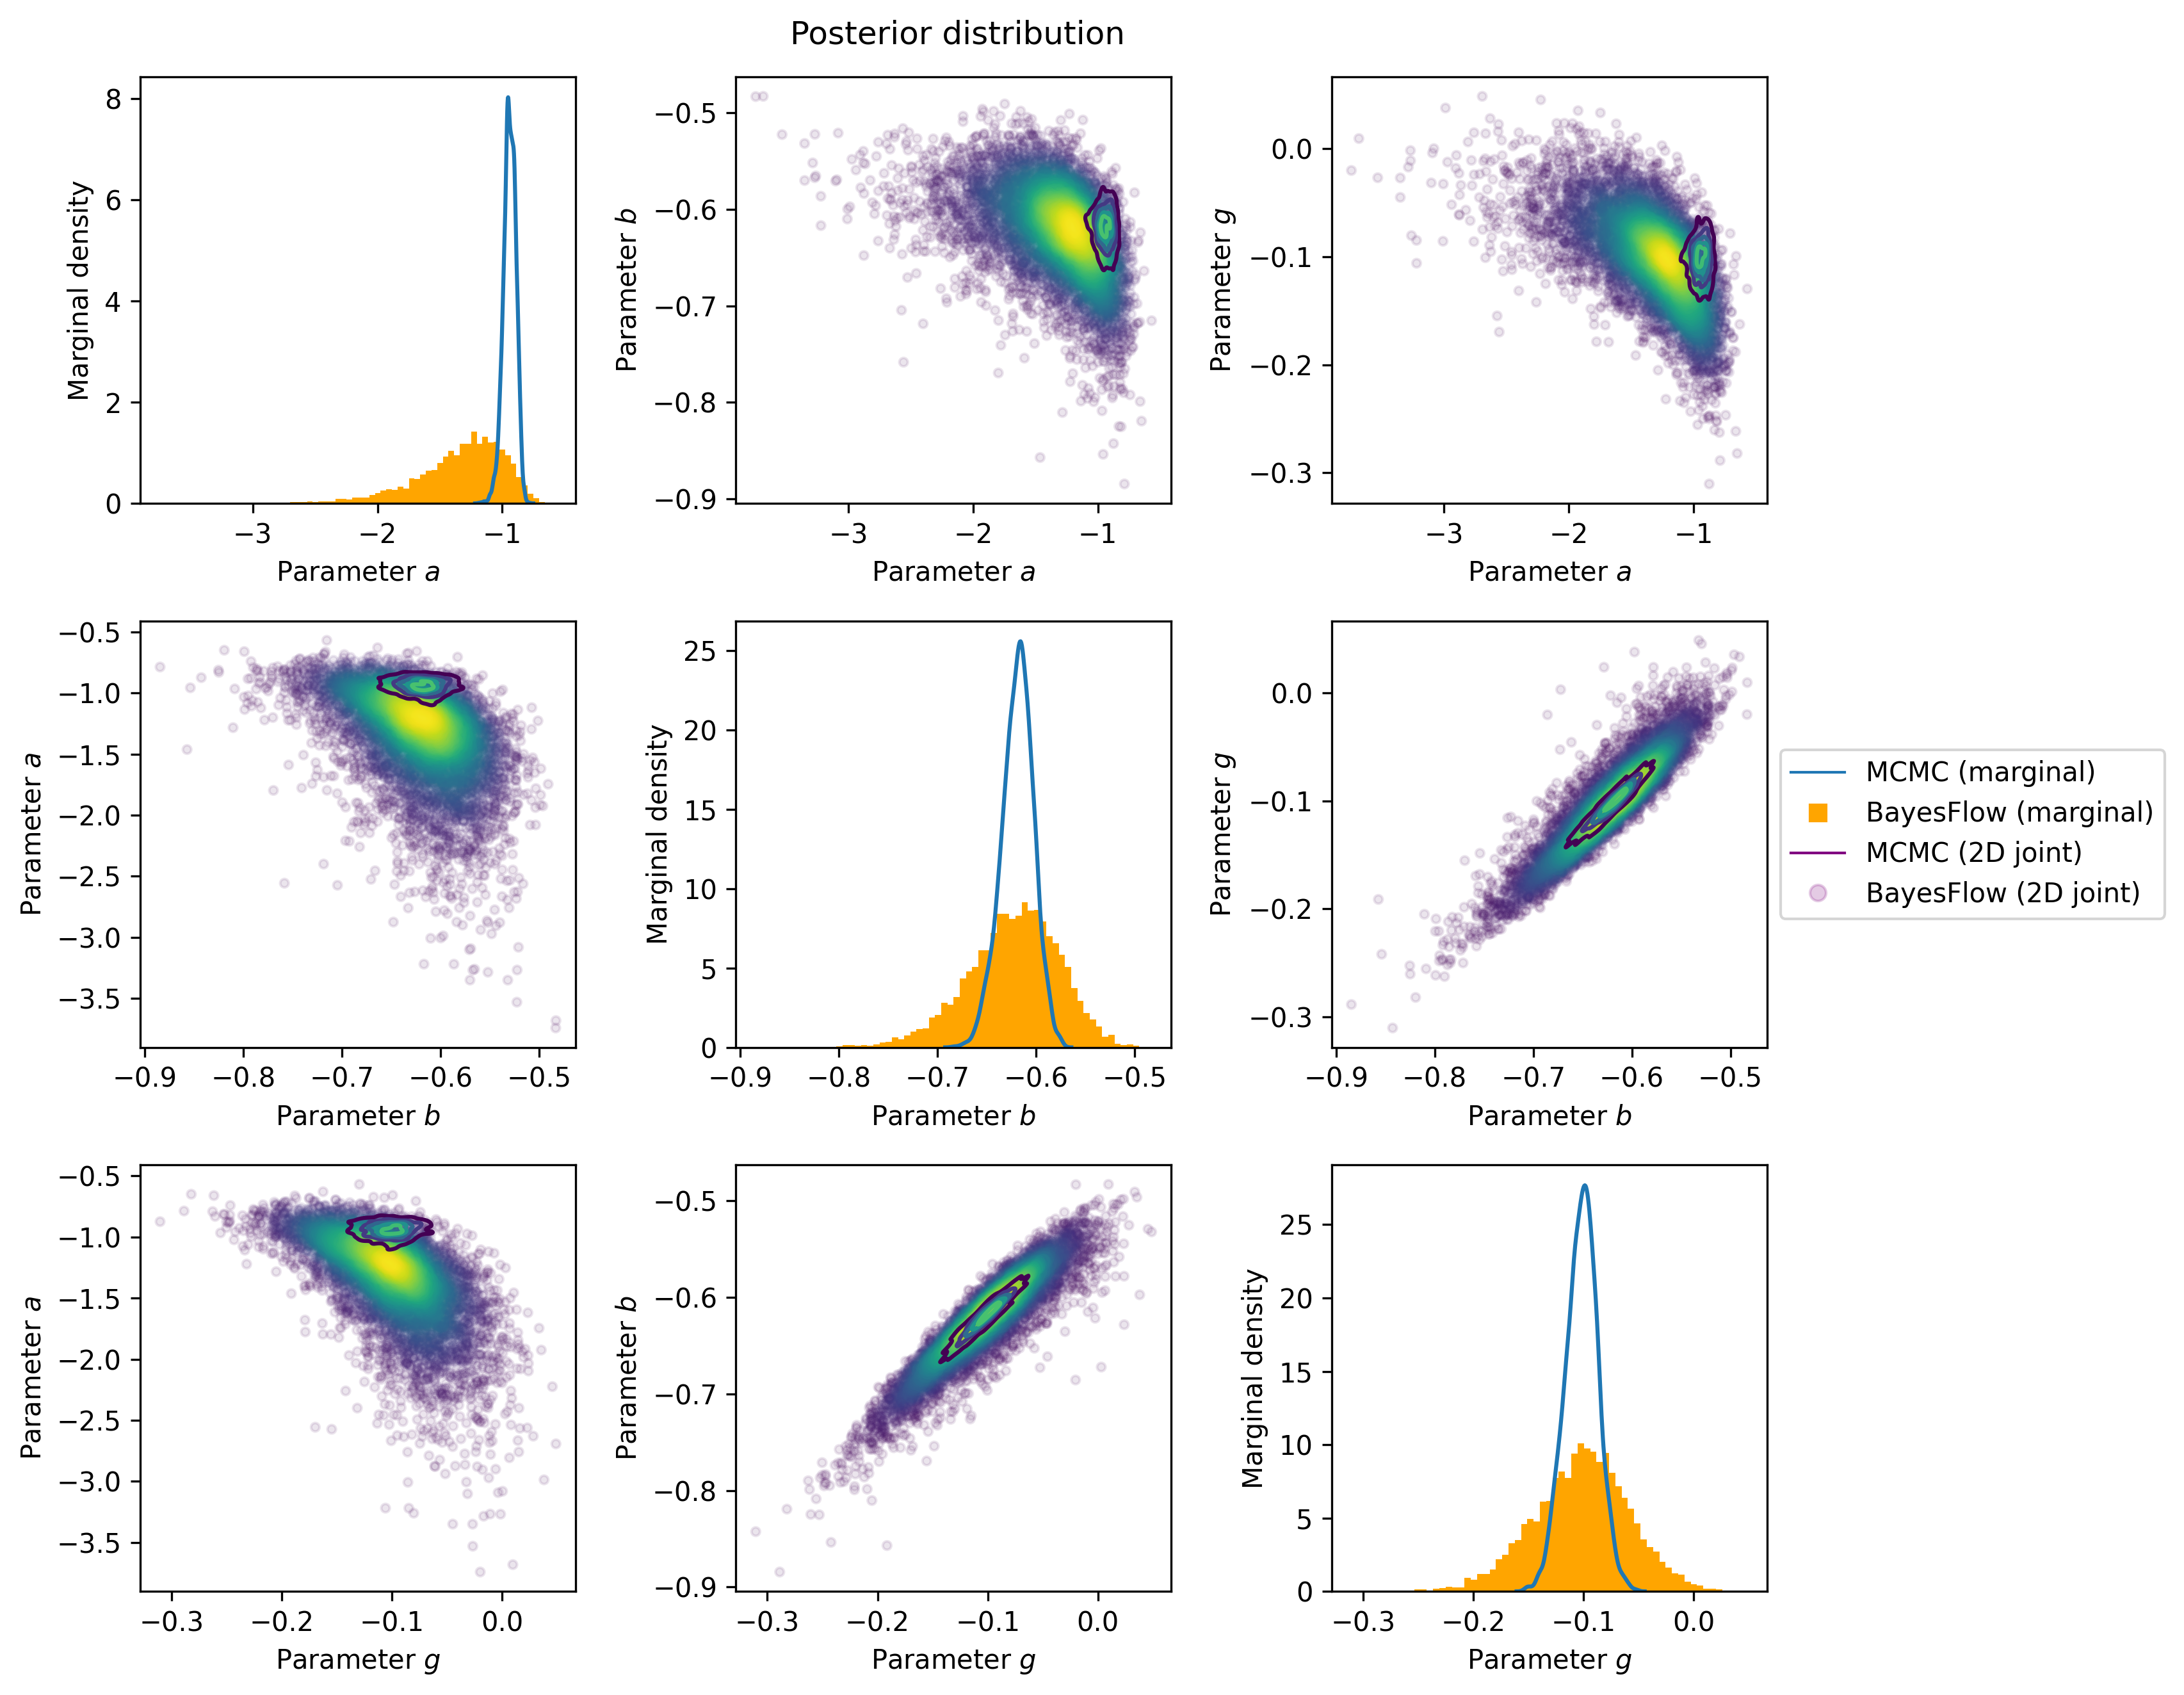 Posterior distribution
Marginal density
8
6
4
2
0
−3 −2 −1
Parameter a
Parameter b
−0.5
−0.6
−0.7
−0.8
−0.9
−3 −2 −1
Parameter a
Parameter g
0.0
−0.1
−0.2
−0.3
−3 −2 −1
Parameter a
Parameter a
−0.5
−1.0
−1.5
−2.0
−2.5
−3.0
−3.5
−0.9 −0.8 −0.7 −0.6 −0.5
Parameter b
Marginal density
25
20
15
10
5
0
−0.9 −0.8 −0.7 −0.6 −0.5
Parameter b
Parameter g
0.0
−0.1
−0.2
−0.3
−0.9 −0.8 −0.7 −0.6 −0.5
Parameter b
MCMC (marginal)
BayesFlow (marginal)
MCMC (2D joint)
BayesFlow (2D joint)
Parameter a
−0.5
−1.0
−1.5
−2.0
−2.5
−3.0
−3.5
−0.3 −0.2 −0.1 0.0
Parameter g
Parameter b
−0.5
−0.6
−0.7
−0.8
−0.9
−0.3 −0.2 −0.1 0.0
Parameter g
Marginal density
25
20
15
10
5
0
−0.3 −0.2 −0.1 0.0
Parameter g